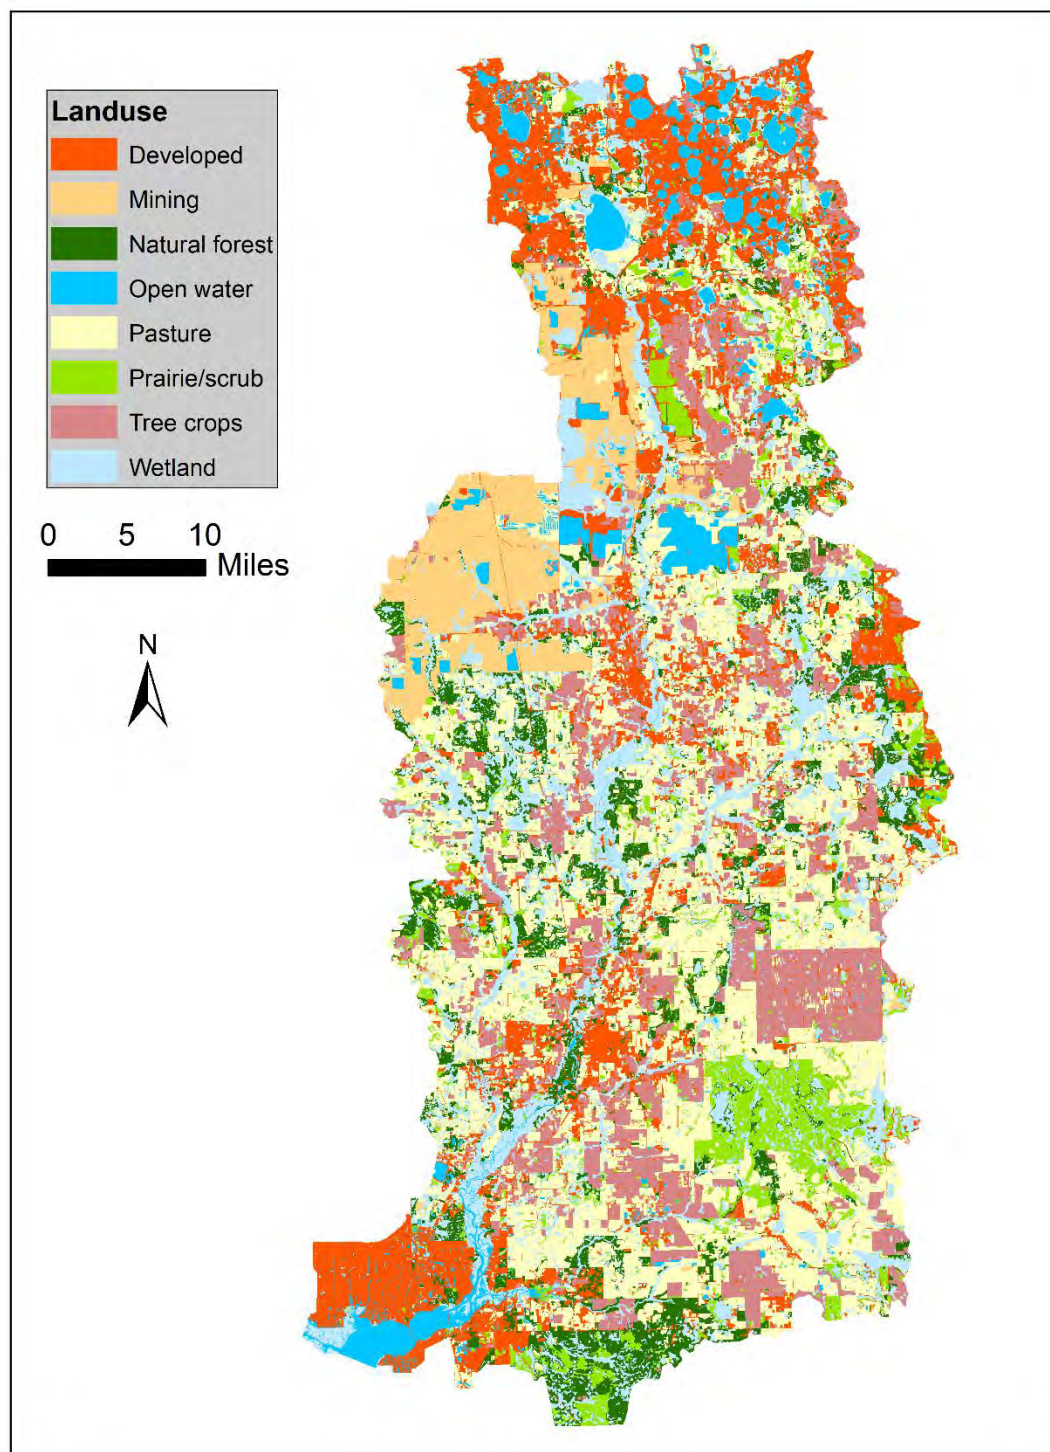 Landuse
Developed
Mining
Natural forest
Open water
Pasture
Prairie/scrub
Tree crops
Wetland
0 5 10
Miles
N